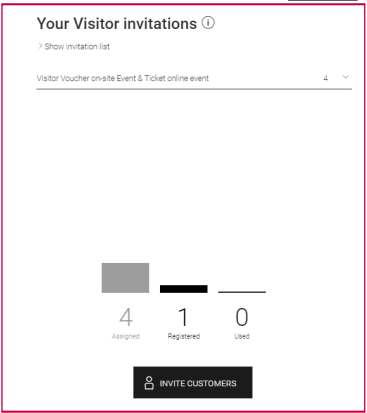 Your Visitor invitations ⓘ
> Show invitation list
Visitor Voucher on-site Event & Ticket online event 4
4 1 0
Assigned Registered Used
INVITE CUSTOMERS